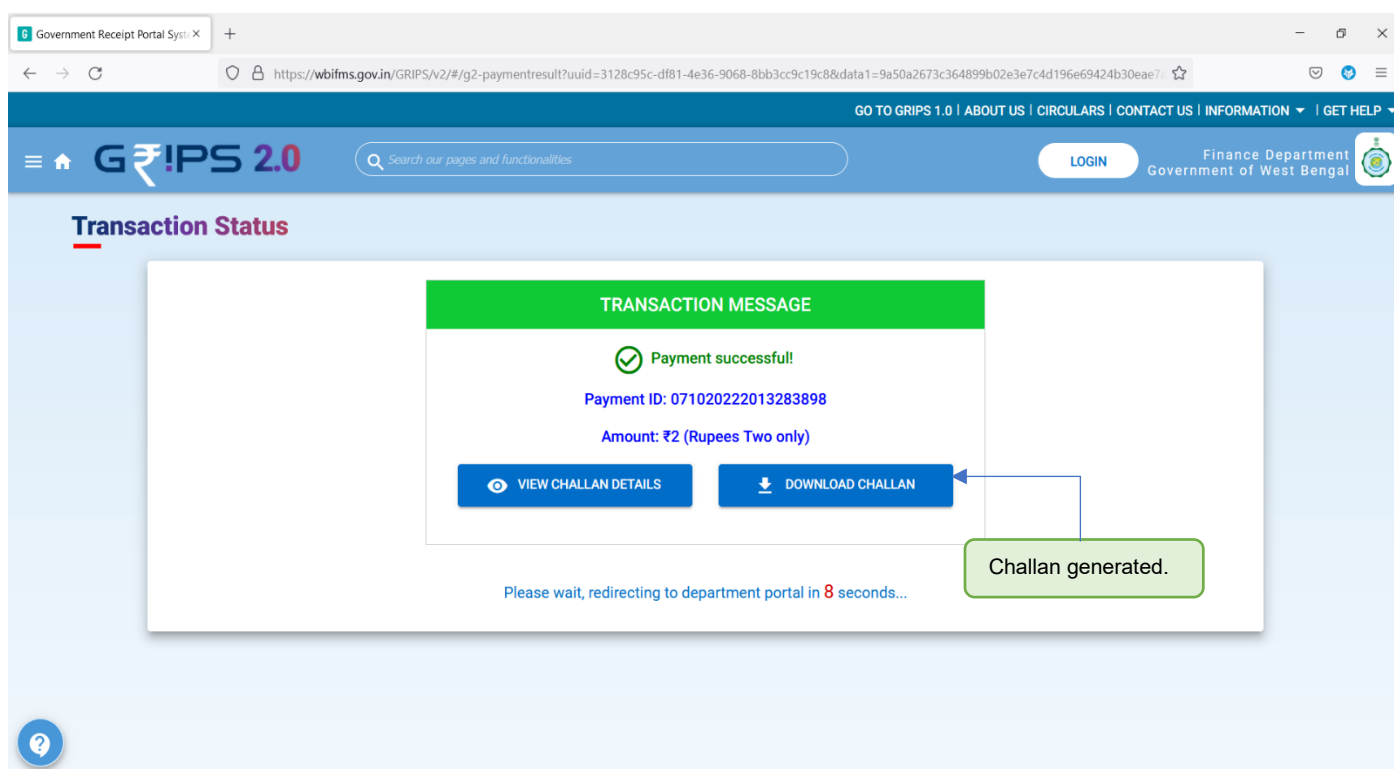 Government Receipt Portal Syst
https://wbifms.gov.in/GRIPS/v2/#/g2-paymentresult?uuid=3128c95c-df81-4e36-9068-8bb3cc9c19c8&data1=9a50a2673c364899b02e3e7c4d196e69424b30eae7
GO TO GRIPS 1.0 | ABOUT US | CIRCULARS | CONTACT US | INFORMATION | GET HELP
G₹!PS 2.0
Search our pages and functionalities
LOGIN
Finance Department
Government of West Bengal
Transaction Status
TRANSACTION MESSAGE
Payment successful!
Payment ID: 071020222013283898
Amount: ₹2 (Rupees Two only)
VIEW CHALLAN DETAILS
DOWNLOAD CHALLAN
Challan generated.
Please wait, redirecting to department portal in 8 seconds...